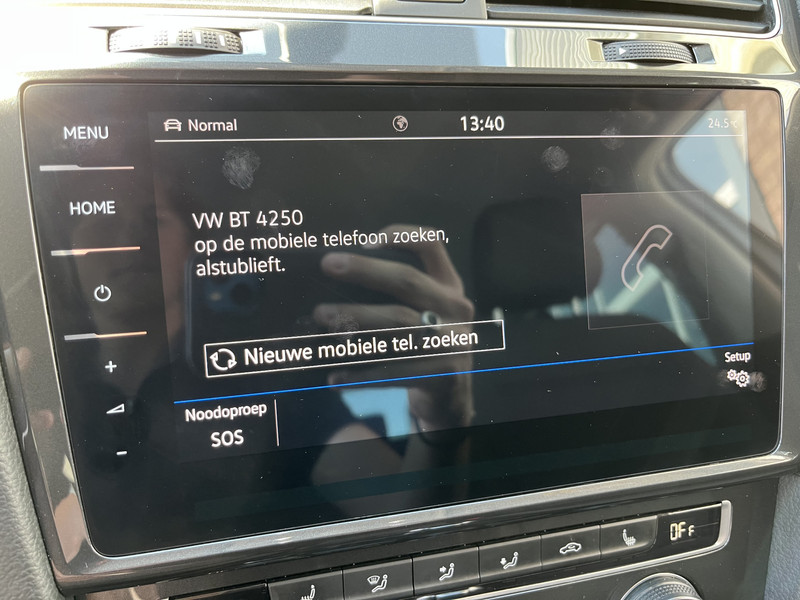 MENU
HOME
+
-
Normal
13:40
24.5°C
VW BT 4250
op de mobiele telefoon zoeken,
alstublieft.
Nieuwe mobiele tel. zoeken
Setup
Noodoproep
SOS
OFF